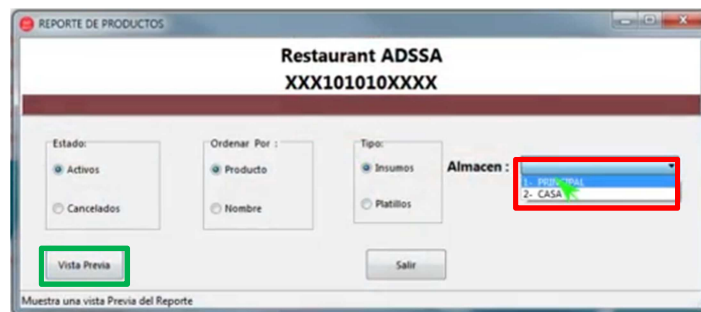 REPORTE DE PRODUCTOS
Restaurant ADSSA
XXX101010XXXX
Estado:
Activos
Cancelados
Ordenar Por :
Producto
Nombre
Tipo:
Insumos
Platillos
Almacen :
1- PRINCIPAL
2- CASA
Vista Previa
Salir
Muestra una vista Previa del Reporte